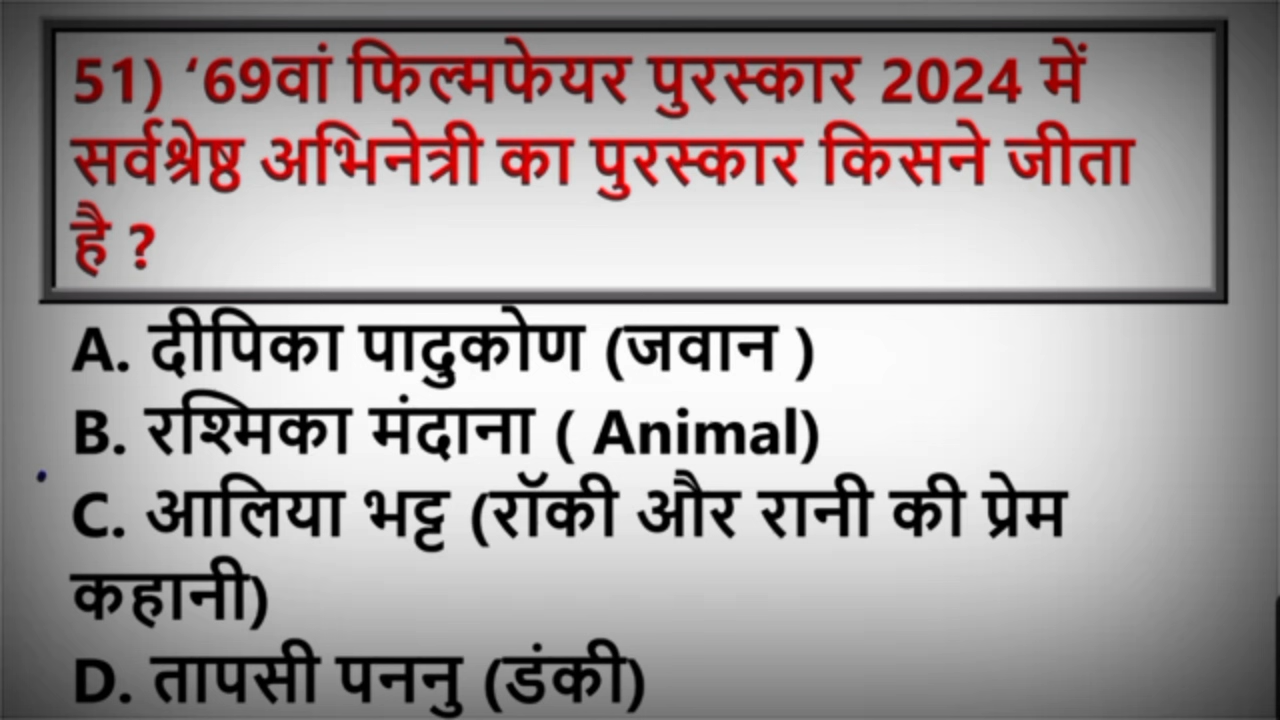 51) ‘69वां फिल्मफेयर पुरस्कार 2024 में
सर्वश्रेष्ठ अभिनेत्री का पुरस्कार किसने जीता
है ?
A. दीपिका पादुकोण (जवान )
B. रश्मिका मंदाना ( Animal)
C. आलिया भट्ट (रॉकी और रानी की प्रेम
कहानी)
D. तापसी पननु (डंकी)